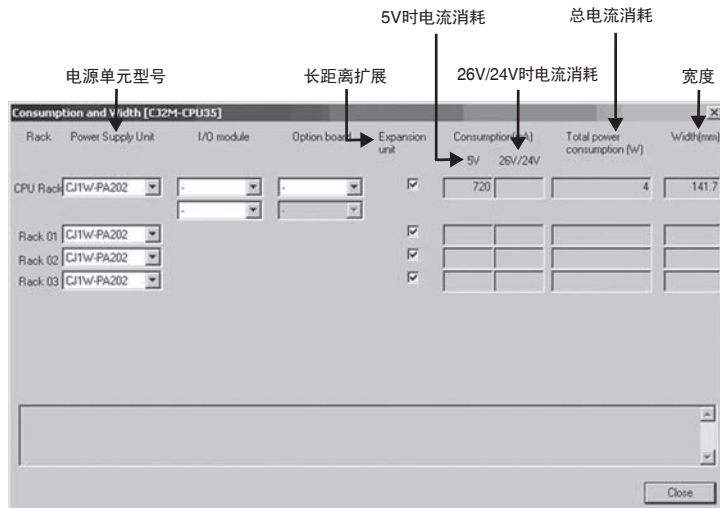 5V时电流消耗
总电流消耗
电源单元型号
长距离扩展
26V/24V时电流消耗
宽度
Consumption and Width [CJ2M-CPU35]
Rack Power Supply Unit I/O module Option board Expansion unit Consumption(mA) Total power consumption (W) Width(mm)
5V 26V/24V
CPU Rack CJ1W-PA202 - - 720 4 141.7
- -
Rack 01 CJ1W-PA202
Rack 02 CJ1W-PA202
Rack 03 CJ1W-PA202
Close